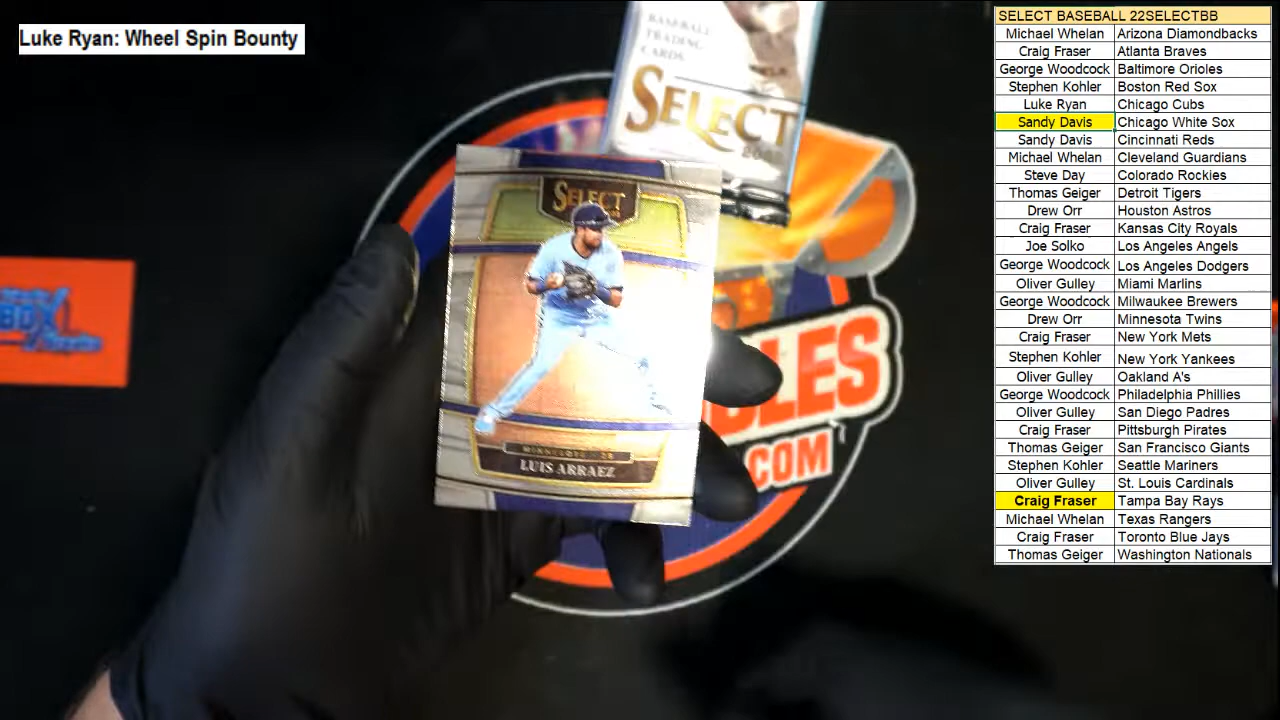 Luke Ryan: Wheel Spin Bounty
SELECT BASEBALL 22SELECTBB
Michael Whelan Arizona Diamondbacks
Craig Fraser Atlanta Braves
George Woodcock Baltimore Orioles
Stephen Kohler Boston Red Sox
Luke Ryan Chicago Cubs
Sandy Davis Chicago White Sox
Sandy Davis Cincinnati Reds
Michael Whelan Cleveland Guardians
Steve Day Colorado Rockies
Thomas Geiger Detroit Tigers
Drew Orr Houston Astros
Craig Fraser Kansas City Royals
Joe Solko Los Angeles Angels
George Woodcock Los Angeles Dodgers
Oliver Gulley Miami Marlins
George Woodcock Milwaukee Brewers
Drew Orr Minnesota Twins
Craig Fraser New York Mets
Stephen Kohler New York Yankees
Oliver Gulley Oakland A's
George Woodcock Philadelphia Phillies
Oliver Gulley San Diego Padres
Craig Fraser Pittsburgh Pirates
Thomas Geiger San Francisco Giants
Stephen Kohler Seattle Mariners
Oliver Gulley St. Louis Cardinals
Craig Fraser Tampa Bay Rays
Michael Whelan Texas Rangers
Craig Fraser Toronto Blue Jays
Thomas Geiger Washington Nationals
BASEBALL
TRADING
CARDS
SELECT
SELECT
LUIS ARRAEZ
BOX
.COM